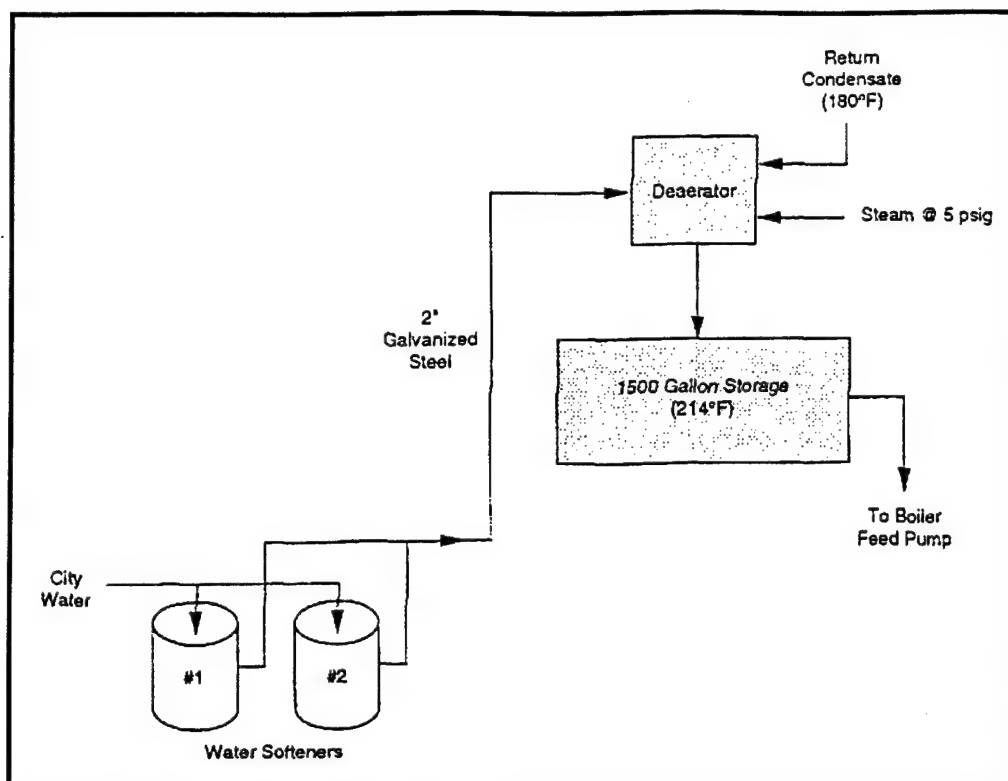 Return
Condensate
(180°F)
Deaerator
Steam @ 5 psig
2"
Galvanized
Steel
1500 Gallon Storage
(214°F)
To Boiler
Feed Pump
City
Water
#1
#2
Water Softeners